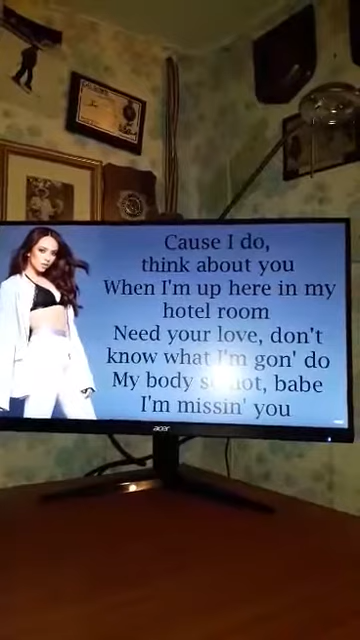 Cause I do,
think about you
When I'm up here in my
hotel room
Need your love, don't
know what I'm gon' do
My body hot, babe
I'm missin' you
acer